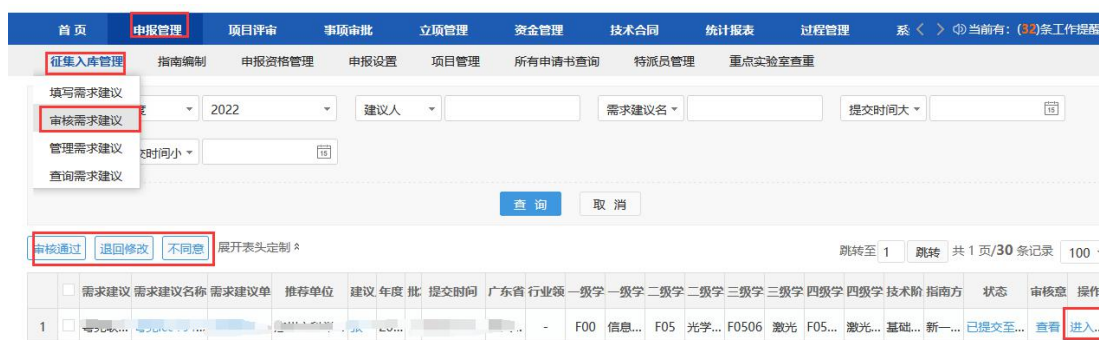 首页 申报管理 项目评审 事项审批 立项管理 资金管理 技术合同 统计报表 过程管理 系 当前有：(32)条工作提醒
征集入库管理 指南编制 申报资格管理 申报设置 项目管理 所有申请书查询 特派员管理 重点实验室查重
填写需求建议
审核需求建议 度 2022 建议人 需求建议名 提交时间大 15
管理需求建议 交时间小 15
查询需求建议
查询 取消
审核通过 退回修改 不同意 展开表头定制 跳转至 1 跳转 共1页/30条记录 100
需求建议 需求建议名称 需求建议单 推荐单位 建议 年度 批 提交时间 广东省 行业领 一级学 一级学 二级学 二级学 三级学 三级学 四级学 四级学 技术阶 指南方 状态 审核意 操作
1 - F00 信息... F05 光学... F0506 激光 F05... 激光... 基础... 新一... 已提交至... 查看 进入...